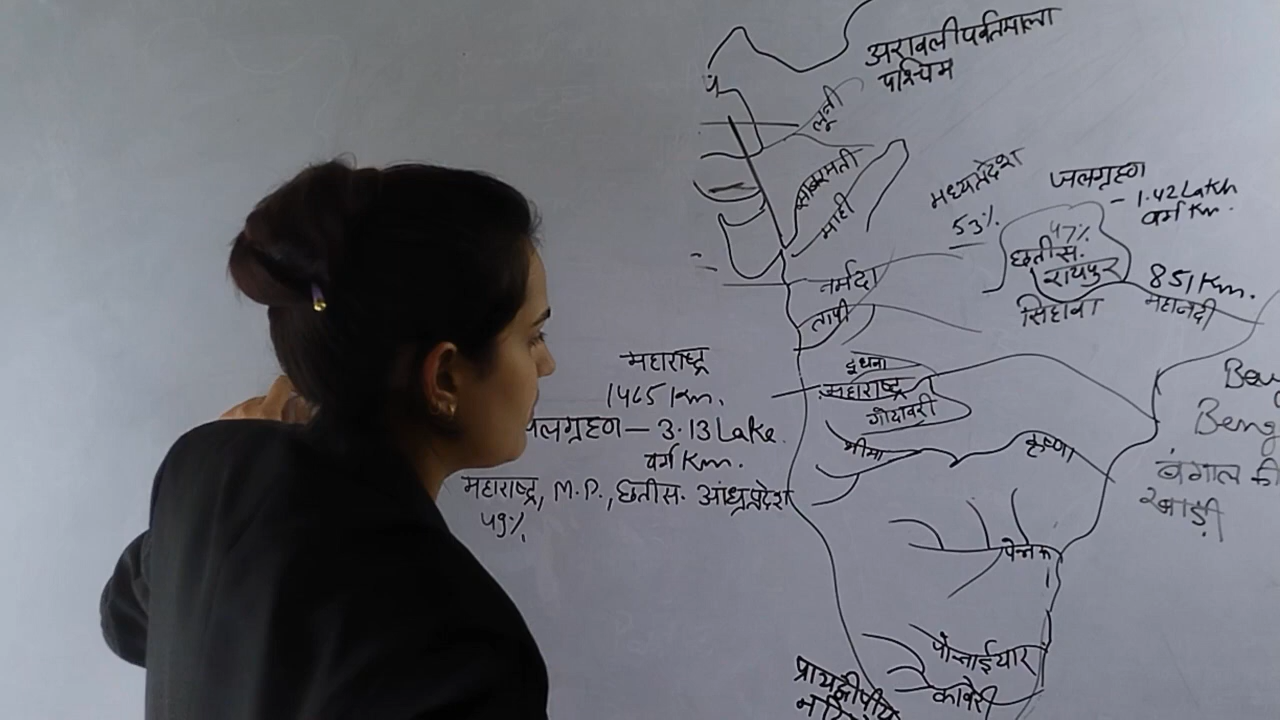 अरावली पर्वतमाला
पश्चिम
लूनी
साबरमती
माही
मध्यप्रदेश
53%
जलग्रहण
- 1.42 Lakh
वर्ग Km.
47%
छतीस.
रायपुर
सिहावा
851 Km.
महानदी
नर्मदा
तापी
महाराष्ट्र
1465 Km.
जलग्रहण - 3.13 Lake.
वर्ग Km.
महाराष्ट्र, M.P., छतीस. आंध्रप्रदेश
49%
दूधना
महाराष्ट्र
गोदावरी
भीमा
कृष्णा
Beng
बंगाल की
खाड़ी
पेन्नार
पोन्नाईयार
कावेरी
प्रायद्वीपीय